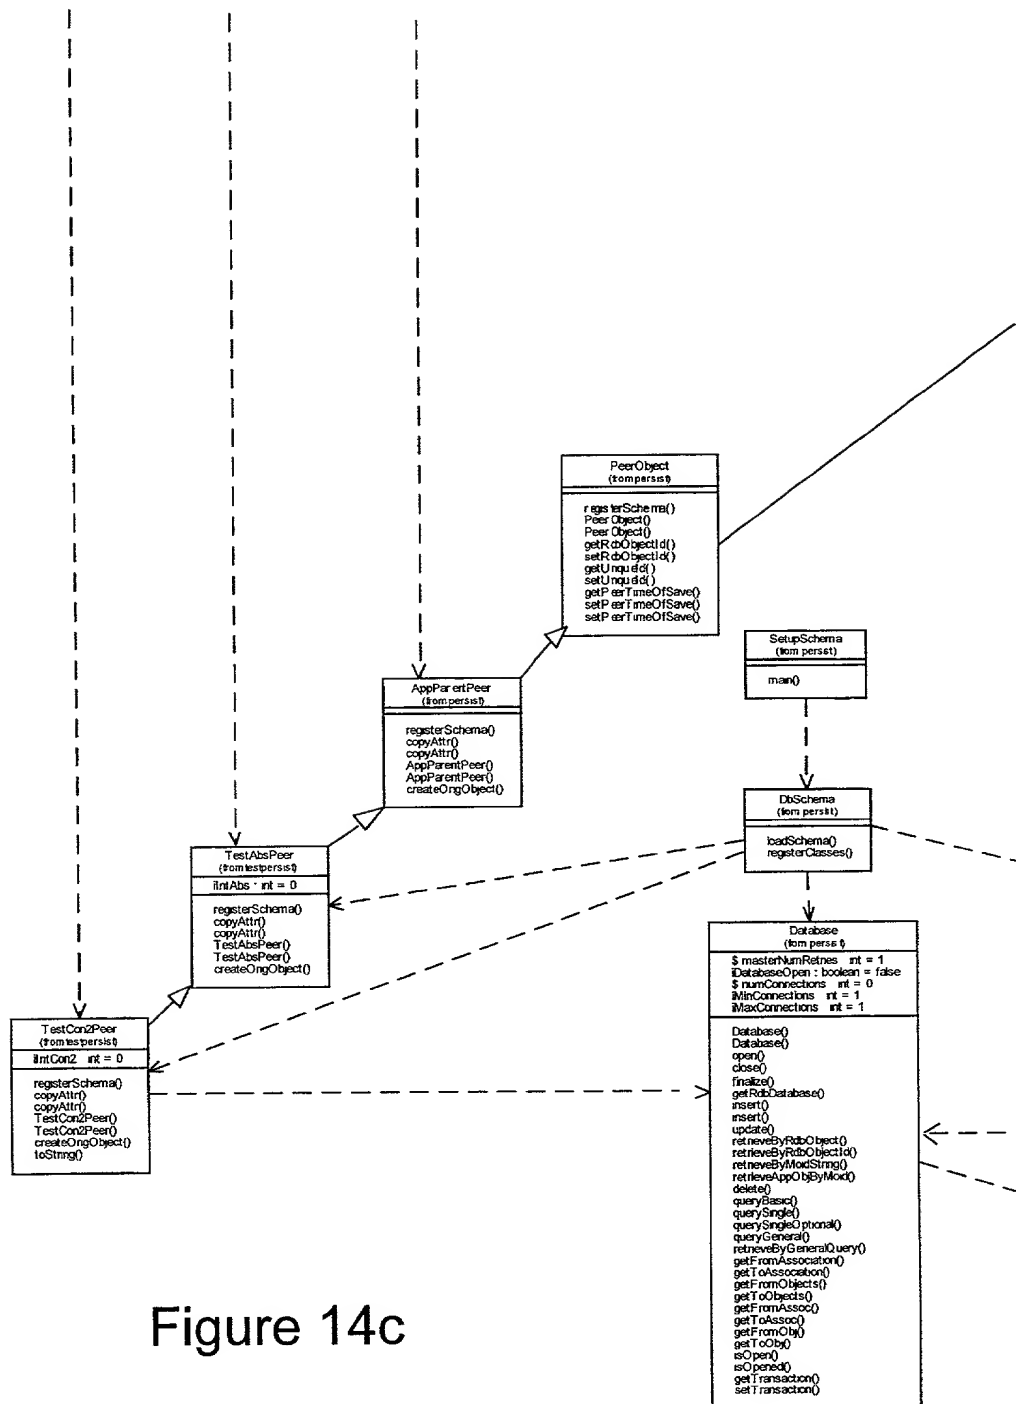 PeerObject
(from persist)
registerSchema()
PeerObject()
PeerObject()
getRdbObjectId()
setRdbObjectId()
getUniqueId()
setUniqueId()
getPeerTimeOfSave()
setPeerTimeOfSave()
setPeerTimeOfSave()
SetupSchema
(from persist)
main()
AppParentPeer
(from persist)
registerSchema()
copyAttr()
copyAttr()
AppParentPeer()
AppParentPeer()
createOrigObject()
DbSchema
(from persist)
loadSchema()
registerClasses()
TestAbsPeer
(from testpersist)
iIntAbs : int = 0
registerSchema()
copyAttr()
copyAttr()
TestAbsPeer()
TestAbsPeer()
createOrigObject()
Database
(from persist)
$ masterNumRetries int = 1
iDatabaseOpen : boolean = false
$ numConnections int = 0
iMinConnections int = 1
iMaxConnections int = 1
Database()
Database()
open()
close()
finalize()
getRdbDatabase()
insert()
insert()
update()
retrieveByRdbObject()
retrieveByRdbObjectId()
retrieveByMoidString()
retrieveAppObjByMoid()
delete()
queryBasic()
querySingle()
querySingleOptional()
queryGeneral()
retrieveByGeneralQuery()
getFromAssociation()
getToAssociation()
getFromObjects()
getToObjects()
getFromAssoc()
getToAssoc()
getFromObj()
getToObj()
isOpen()
isOpened()
getTransaction()
setTransaction()
TestCon2Peer
(from testpersist)
iIntCon2 int = 0
registerSchema()
copyAttr()
copyAttr()
TestCon2Peer()
TestCon2Peer()
createOrigObject()
toString()
Figure 14c